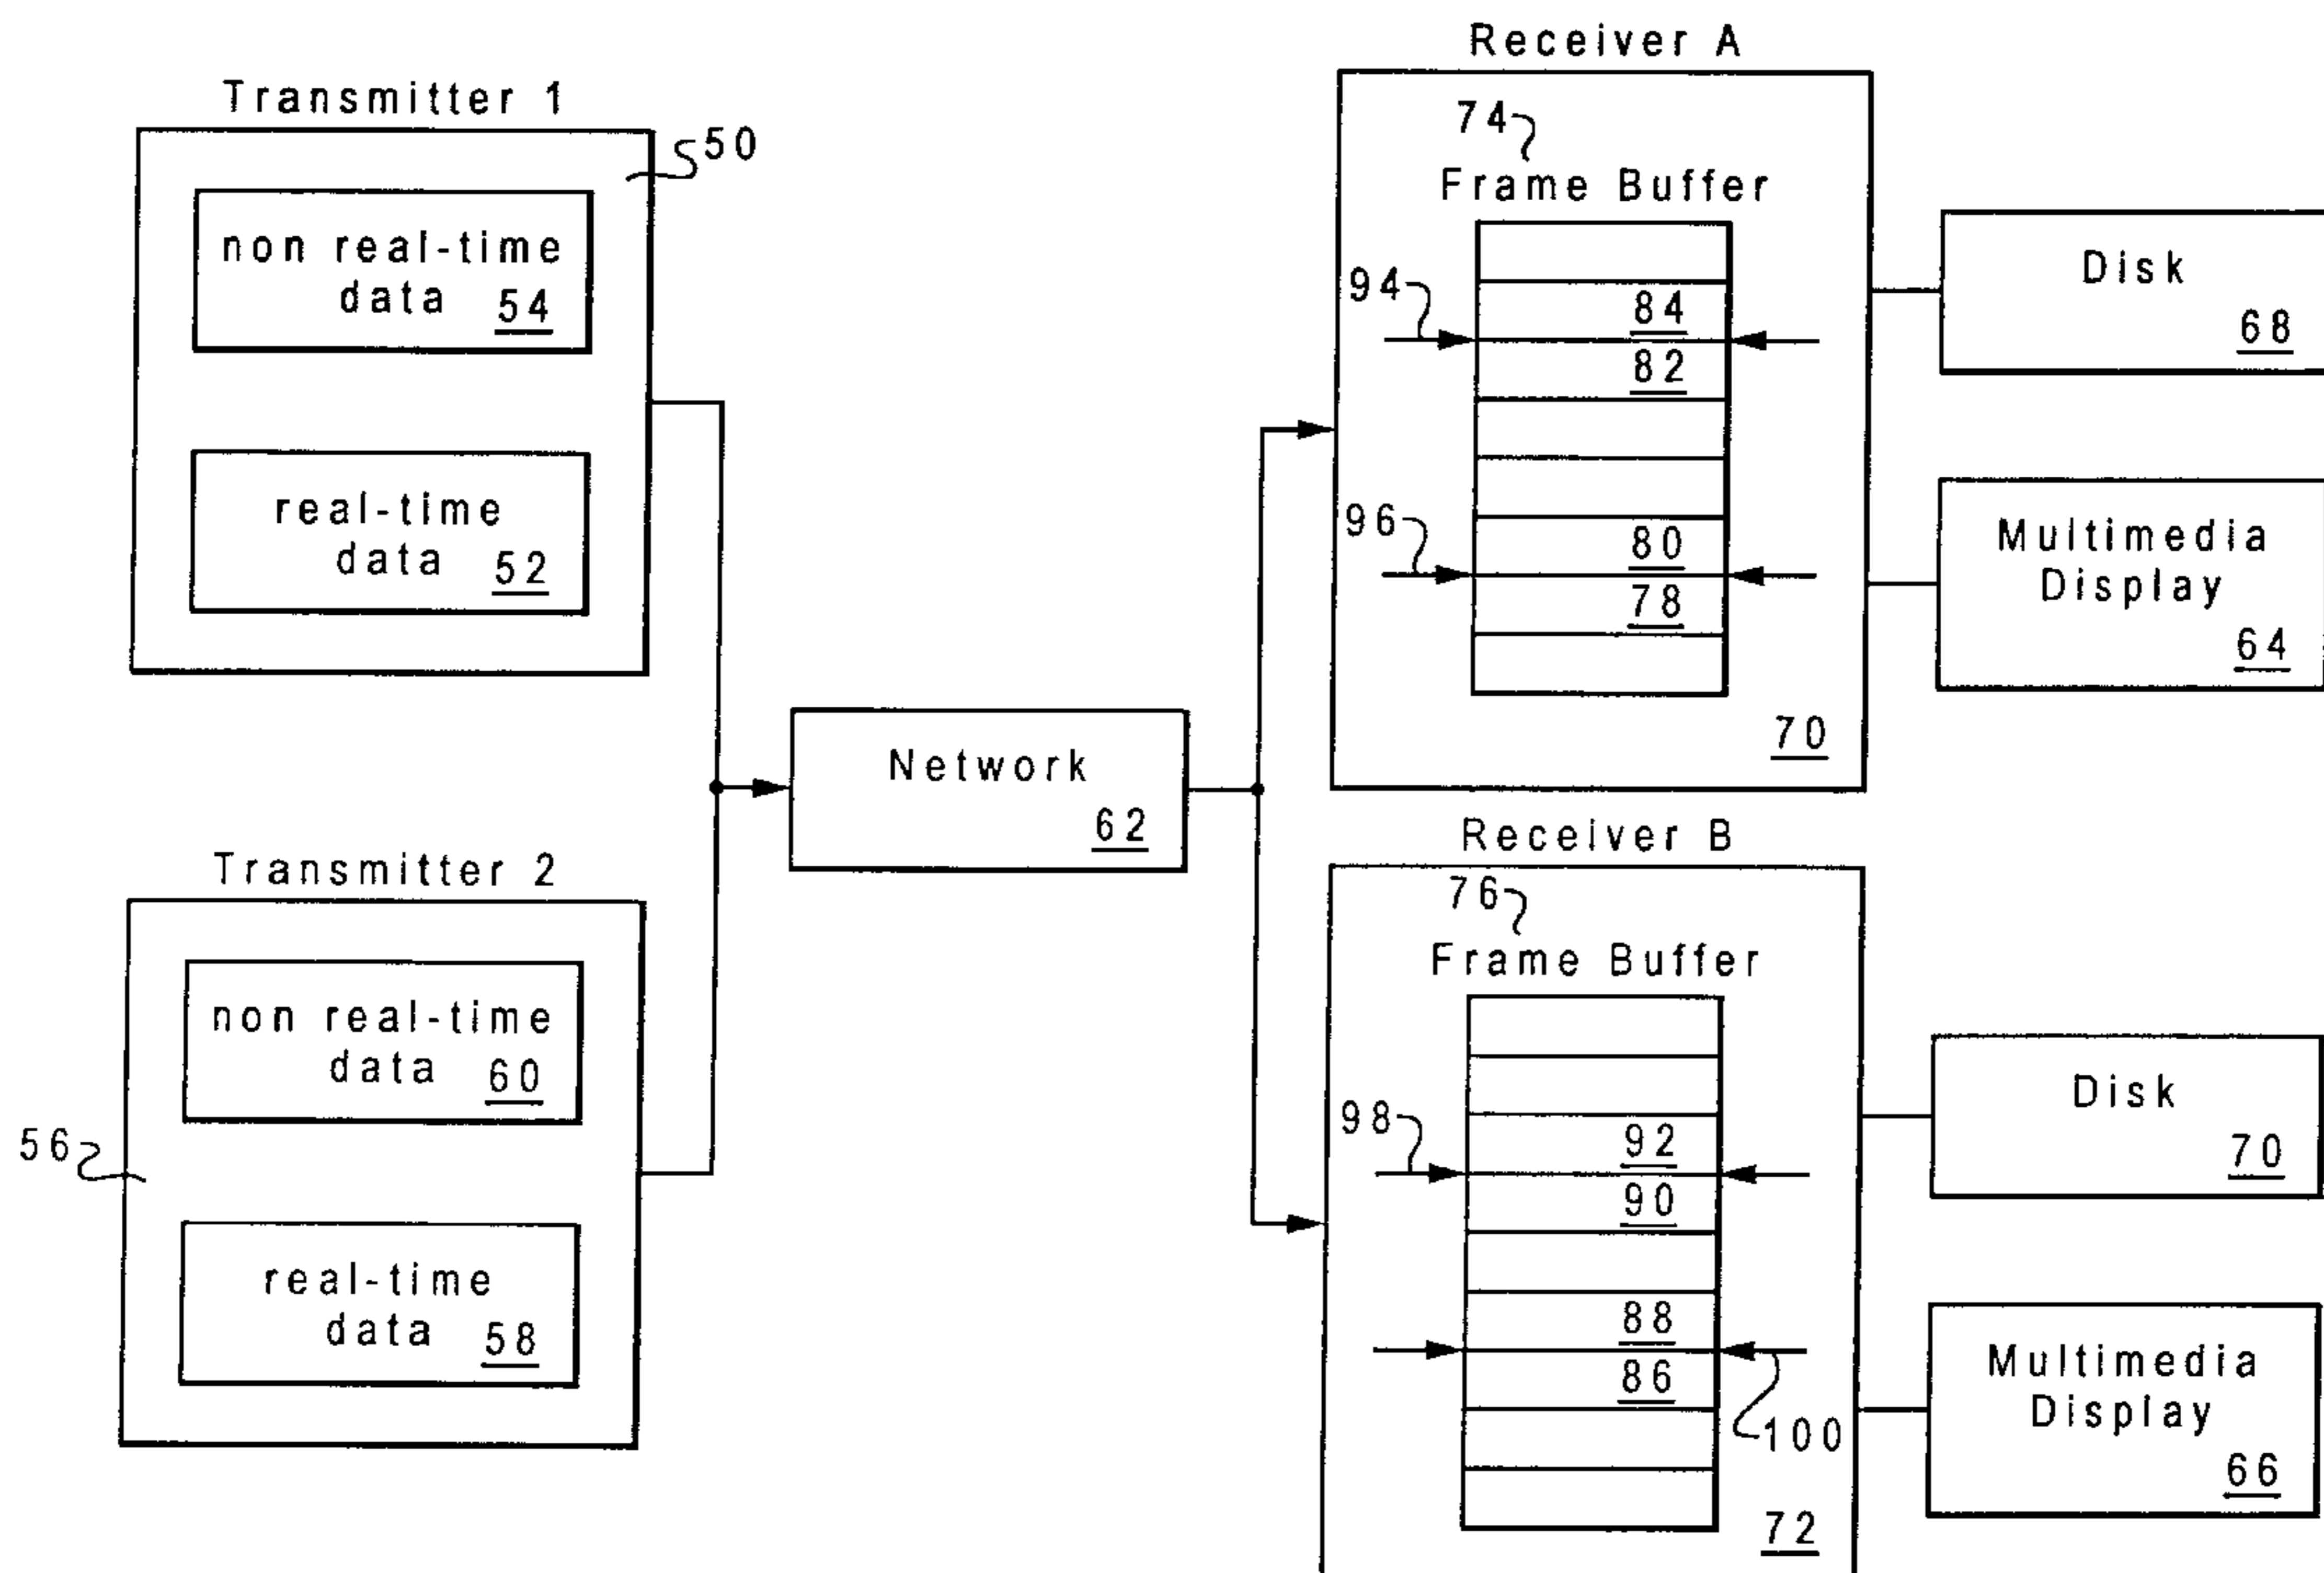 Transmitter 1
50
non real-time
data 54
real-time
data 52
Transmitter 2
56
non real-time
data 60
real-time
data 58
Network
62
Receiver A
74
Frame Buffer
94
84
82
96
80
78
70
Disk
68
Multimedia
Display
64
Receiver B
76
Frame Buffer
98
92
90
88
86
100
72
Disk
70
Multimedia
Display
66